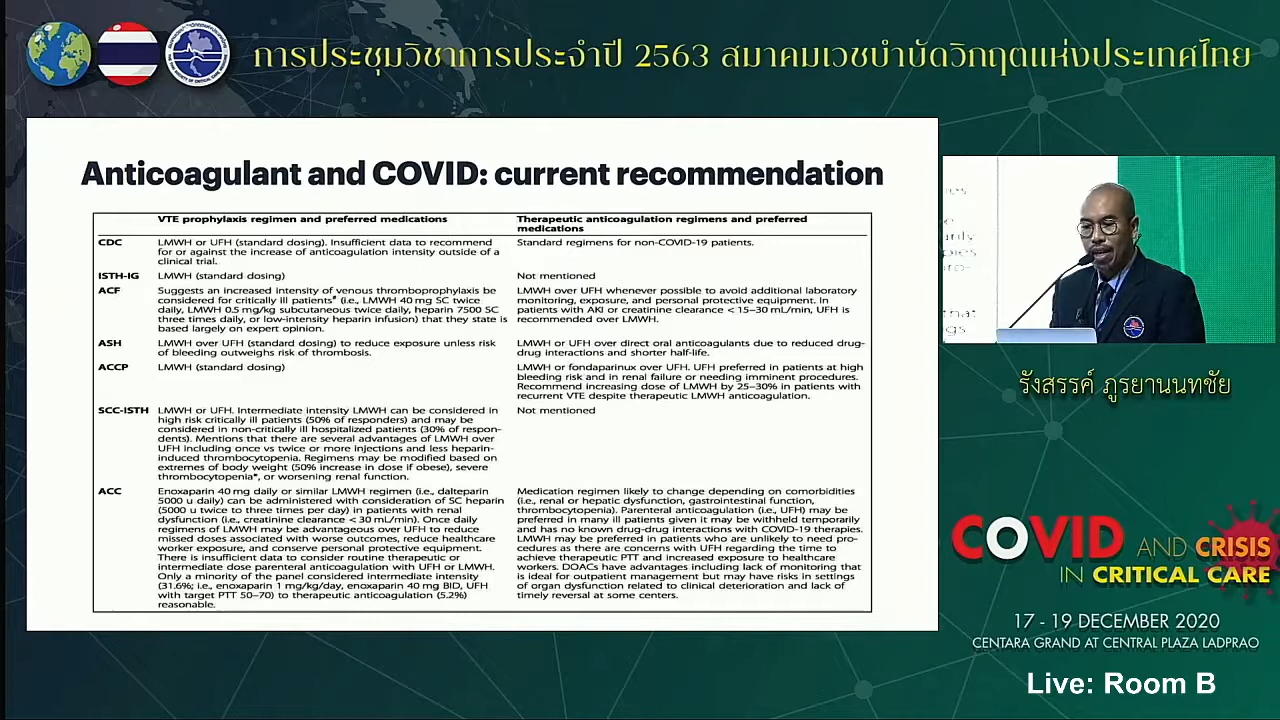 การประชุมวิชาการประจำปี 2563 สมาคมเวชบำบัดวิกฤตแห่งประเทศไทย
Anticoagulant and COVID: current recommendation
VTE prophylaxis regimen and preferred medications
Therapeutic anticoagulation regimens and preferred
medications
CDC
LMWH or UFH (standard dosing). Insufficient data to recommend
for or against the increase of anticoagulation intensity outside of a
clinical trial.
Standard regimens for non-COVID-19 patients.
ISTH-IG
LMWH (standard dosing)
Not mentioned
ACF
Suggests an increased intensity of venous thromboprophylaxis be
considered for critically ill patients# (i.e., LMWH 40 mg SC twice
daily, LMWH 0.5 mg/kg subcutaneous twice daily, heparin 7500 SC
three times daily, or low-intensity heparin infusion) that they state is
based largely on expert opinion.
LMWH over UFH whenever possible to avoid additional laboratory
monitoring, exposure, and personal protective equipment. In
patients with AKI or creatinine clearance < 15–30 mL/min, UFH is
recommended over LMWH.
ASH
LMWH over UFH (standard dosing) to reduce exposure unless risk
of bleeding outweighs risk of thrombosis.
LMWH or UFH over direct oral anticoagulants due to reduced drug-
drug interactions and shorter half-life.
ACCP
LMWH (standard dosing)
LMWH or fondaparinux over UFH. UFH preferred in patients at high
bleeding risk and in renal failure or needing imminent procedures.
Recommend increasing dose of LMWH by 25–30% in patients with
recurrent VTE despite therapeutic LMWH anticoagulation.
SCC-ISTH
LMWH or UFH. Intermediate intensity LMWH can be considered in
high risk critically ill patients (50% of responders) and may be
considered in non-critically ill hospitalized patients (30% of respon-
dents). Mentions that there are several advantages of LMWH over
UFH including once vs twice or more injections and less heparin-
induced thrombocytopenia. Regimens may be modified based on
extremes of body weight (50% increase in dose if obese), severe
thrombocytopenia*, or worsening renal function.
Not mentioned
ACC
Enoxaparin 40 mg daily or similar LMWH regimen (i.e., dalteparin
5000 u daily) can be administered with consideration of SC heparin
(5000 u twice to three times per day) in patients with renal
dysfunction (i.e., creatinine clearance < 30 mL/min). Once daily
regimens of LMWH may be advantageous over UFH to reduce
missed doses associated with worse outcomes, reduce healthcare
worker exposure, and conserve personal protective equipment.
There is insufficient data to consider routine therapeutic or
intermediate dose parenteral anticoagulation with UFH or LMWH.
Only a minority of the panel considered intermediate intensity
(31.6%; i.e., enoxaparin 1 mg/kg/day, enoxaparin 40 mg BID, UFH
with target PTT 50–70) to therapeutic anticoagulation (5.2%)
reasonable.
Medication regimen likely to change depending on comorbidities
(i.e., renal or hepatic dysfunction, gastrointestinal function,
thrombocytopenia). Parenteral anticoagulation (i.e., UFH) may be
preferred in many ill patients given it may be withheld temporarily
and has no known drug-drug interactions with COVID-19 therapies.
LMWH may be preferred in patients who are unlikely to need pro-
cedures as there are concerns with UFH regarding the time to
achieve therapeutic PTT and increased exposure to healthcare
workers. DOACs have advantages including lack of monitoring that
is ideal for outpatient management but may have risks in settings
of organ dysfunction related to clinical deterioration and lack of
timely reversal at some centers.
รังสรรค์ ภูรยานนทชัย
COVID AND CRISIS
IN CRITICAL CARE
17 - 19 DECEMBER 2020
CENTARA GRAND AT CENTRAL PLAZA LADPRAO
Live: Room B